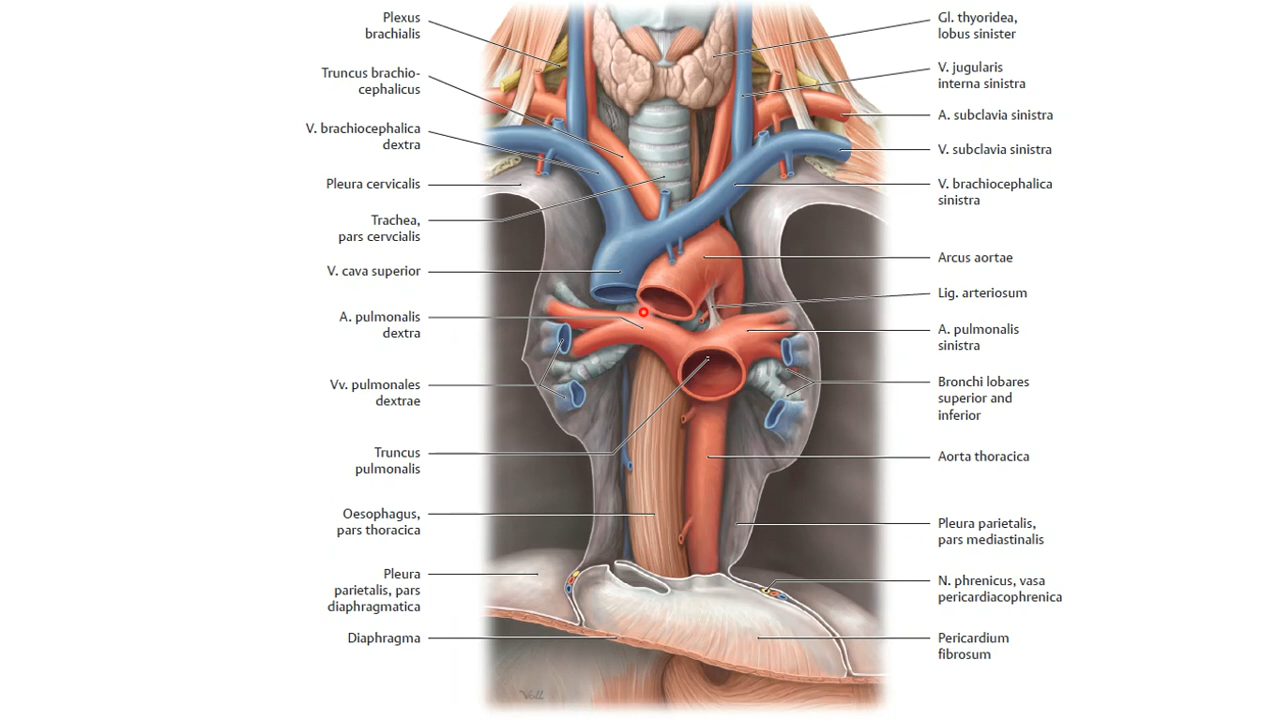 Plexus
brachialis
Truncus brachio-
cephalicus
V. brachiocephalica
dextra
Pleura cervicalis
Trachea,
pars cervcialis
V. cava superior
A. pulmonalis
dextra
Vv. pulmonales
dextrae
Truncus
pulmonalis
Oesophagus,
pars thoracica
Pleura
parietalis, pars
diaphragmatica
Diaphragma
Gl. thyoridea,
lobus sinister
V. jugularis
interna sinistra
A. subclavia sinistra
V. subclavia sinistra
V. brachiocephalica
sinistra
Arcus aortae
Lig. arteriosum
A. pulmonalis
sinistra
Bronchi lobares
superior and
inferior
Aorta thoracica
Pleura parietalis,
pars mediastinalis
N. phrenicus, vasa
pericardiacophrenica
Pericardium
fibrosum